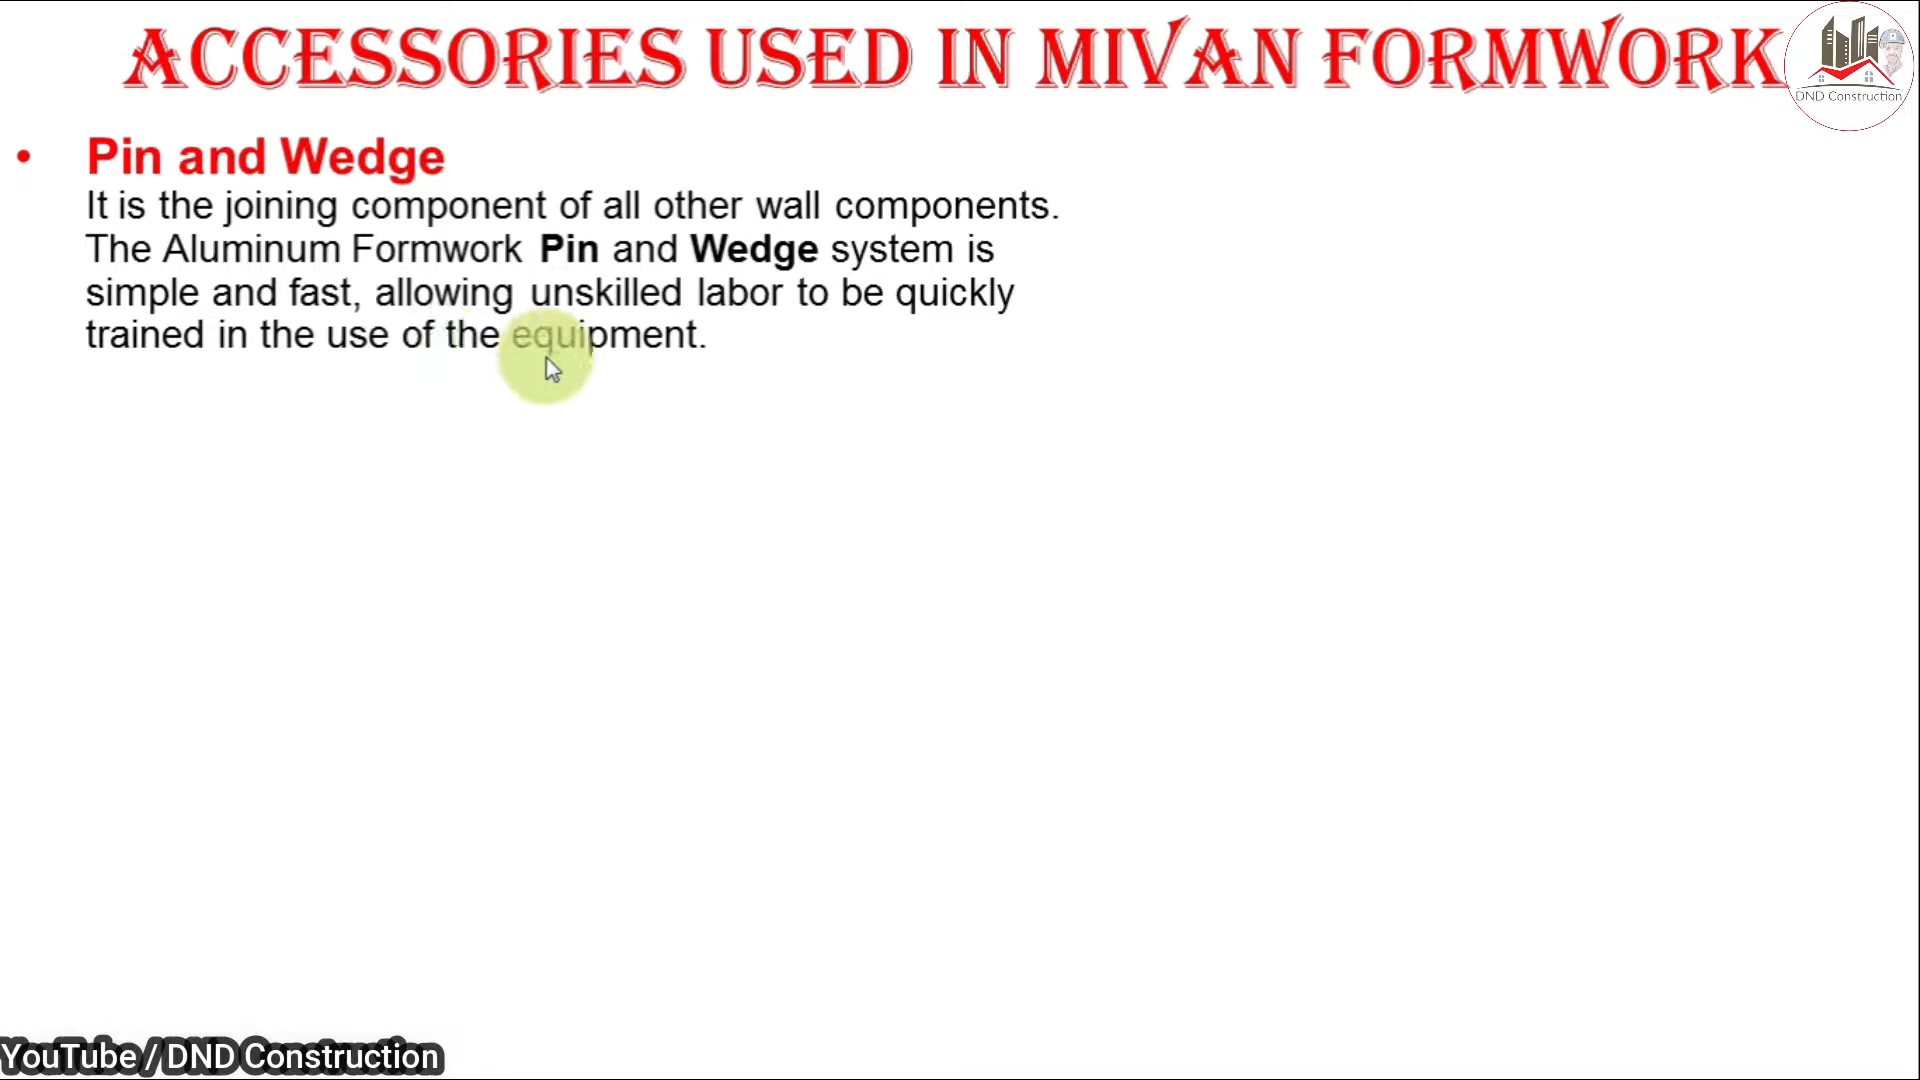 ACCESSORIES USED IN MIVAN FORMWORK
DND Construction
• Pin and Wedge
It is the joining component of all other wall components.
The Aluminum Formwork Pin and Wedge system is
simple and fast, allowing unskilled labor to be quickly
trained in the use of the equipment.
YouTube / DND Construction